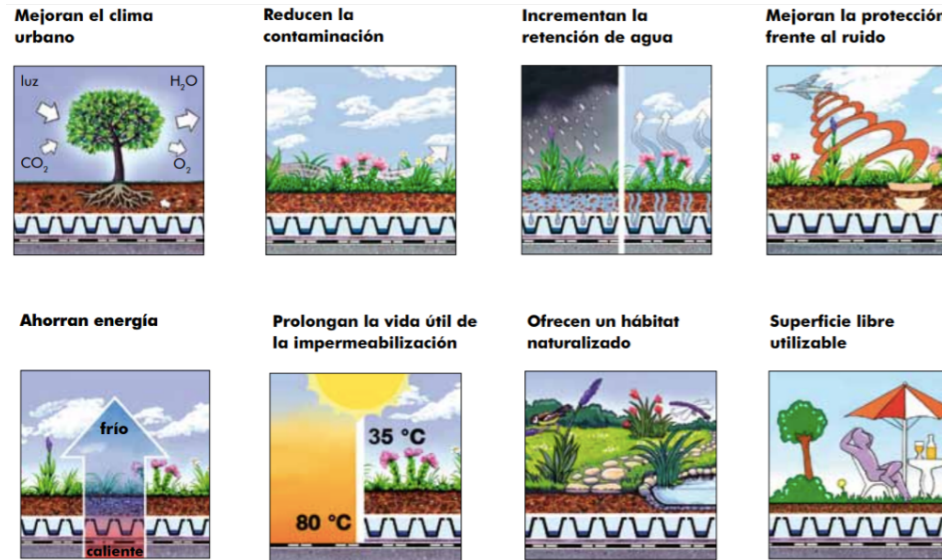 Mejoran el clima
urbano
Reducen la
contaminación
Incrementan la
retención de agua
Mejoran la protección
frente al ruido
luz
H₂O
CO₂
O₂
Ahorran energía
Prolongan la vida útil de
la impermeabilización
Ofrecen un hábitat
naturalizado
Superficie libre
utilizable
frío
caliente
35 °C
80 °C